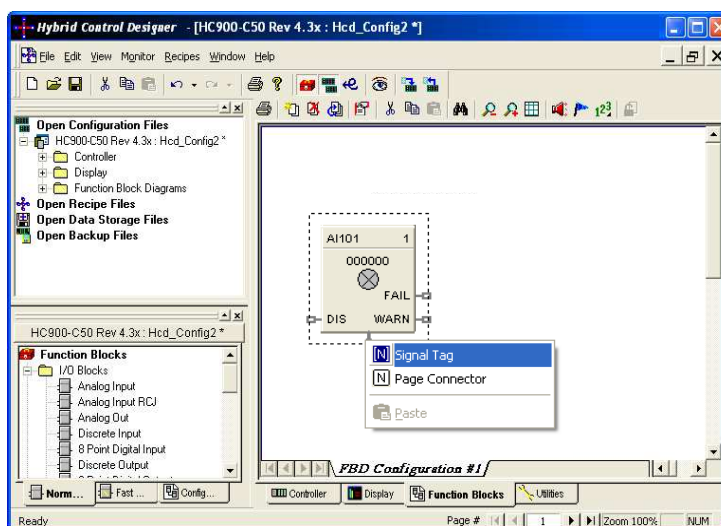 Hybrid Control Designer - [HC900-C50 Rev 4.3x : Hcd_Config2 *]
File Edit View Monitor Recipes Window Help
Open Configuration Files
HC900-C50 Rev 4.3x : Hcd_Config2 *
Controller
Display
Function Block Diagrams
Open Recipe Files
Open Data Storage Files
Open Backup Files
HC900-C50 Rev 4.3x : Hcd_Config2 *
Function Blocks
I/O Blocks
Analog Input
Analog Input RCJ
Analog Out
Discrete Input
8 Point Digital Input
Discrete Output
Norm... Fast ... Config...
123
AI101 1
000000
FAIL
DIS WARN
N Signal Tag
N Page Connector
Paste
FBD Configuration #1
Controller Display Function Blocks Utilities
Ready Page # 1 Zoom 100% NUM